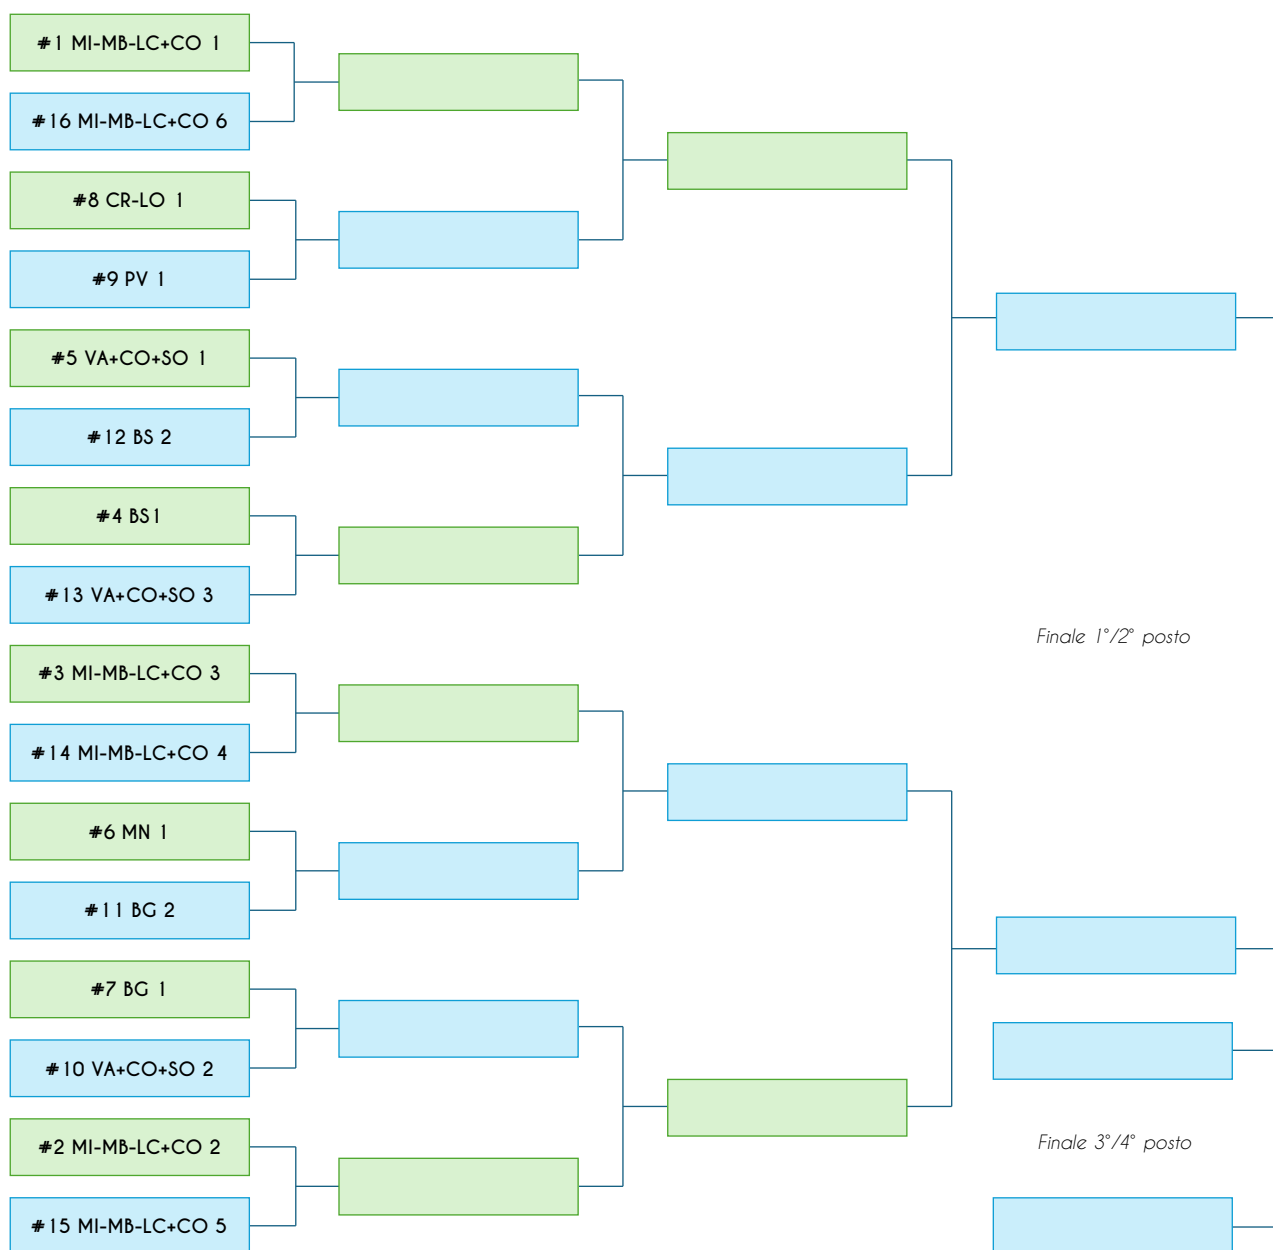 #1 MI-MB-LC+CO 1
#16 MI-MB-LC+CO 6
#8 CR-LO 1
#9 PV 1
#5 VA+CO+SO 1
#12 BS 2
#4 BS1
#13 VA+CO+SO 3
Finale 1°/2° posto
#3 MI-MB-LC+CO 3
#14 MI-MB-LC+CO 4
#6 MN 1
#11 BG 2
#7 BG 1
#10 VA+CO+SO 2
#2 MI-MB-LC+CO 2
Finale 3°/4° posto
#15 MI-MB-LC+CO 5